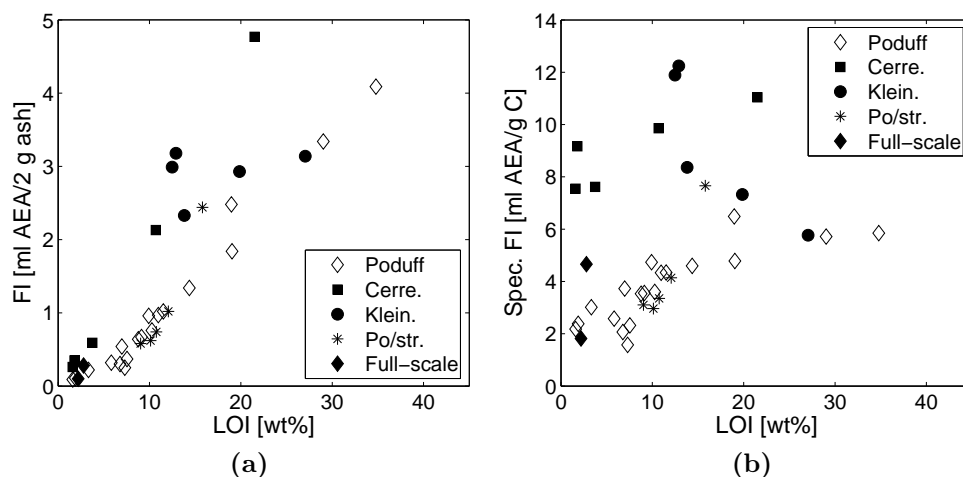 5
4
3
2
1
0
FI [ml AEA/2 g ash]
0 10 20 30 40
LOI [wt%]
Poduff
Cerre.
Klein.
Po/str.
Full−scale
(a)
14
12
10
8
6
4
2
0
Spec. FI [ml AEA/g C]
0 10 20 30 40
LOI [wt%]
Poduff
Cerre.
Klein.
Po/str.
Full−scale
(b)